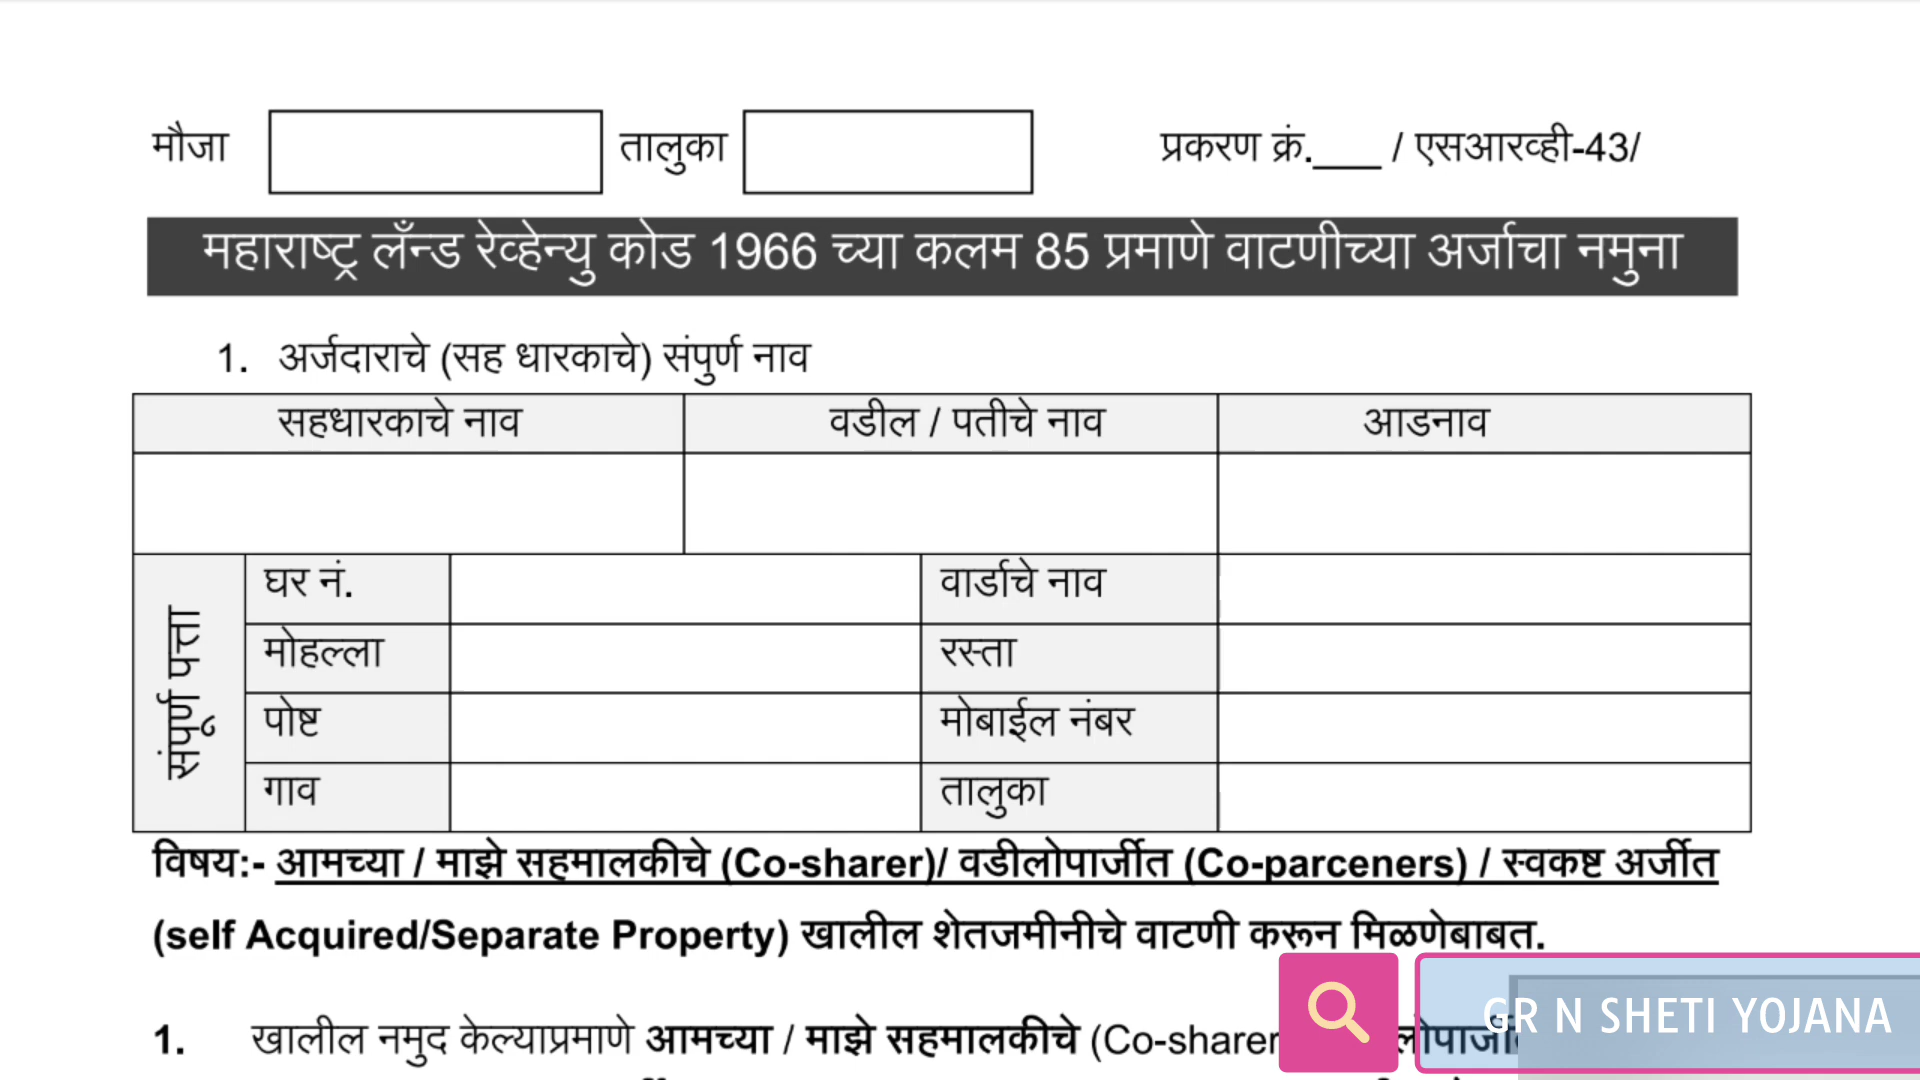 मौजा तालुका प्रकरण क्रं.___ / एसआरव्ही-43/
महाराष्ट्र लँन्ड रेव्हेन्यु कोड 1966 च्या कलम 85 प्रमाणे वाटणीच्या अर्जाचा नमुना
1. अर्जदाराचे (सह धारकाचे) संपुर्ण नाव
सहधारकाचे नाव वडील / पतीचे नाव आडनाव
संपूर्ण पत्ता
घर नं. वार्डाचे नाव
मोहल्ला रस्ता
पोष्ट मोबाईल नंबर
गाव तालुका
विषय:- आमच्या / माझे सहमालकीचे (Co-sharer)/ वडीलोपार्जीत (Co-parceners) / स्वकष्ट अर्जीत
(self Acquired/Separate Property) खालील शेतजमीनीचे वाटणी करून मिळणेबाबत.
1. खालील नमुद केल्याप्रमाणे आमच्या / माझे सहमालकीचे (Co-sharer
GR N SHETI YOJANA